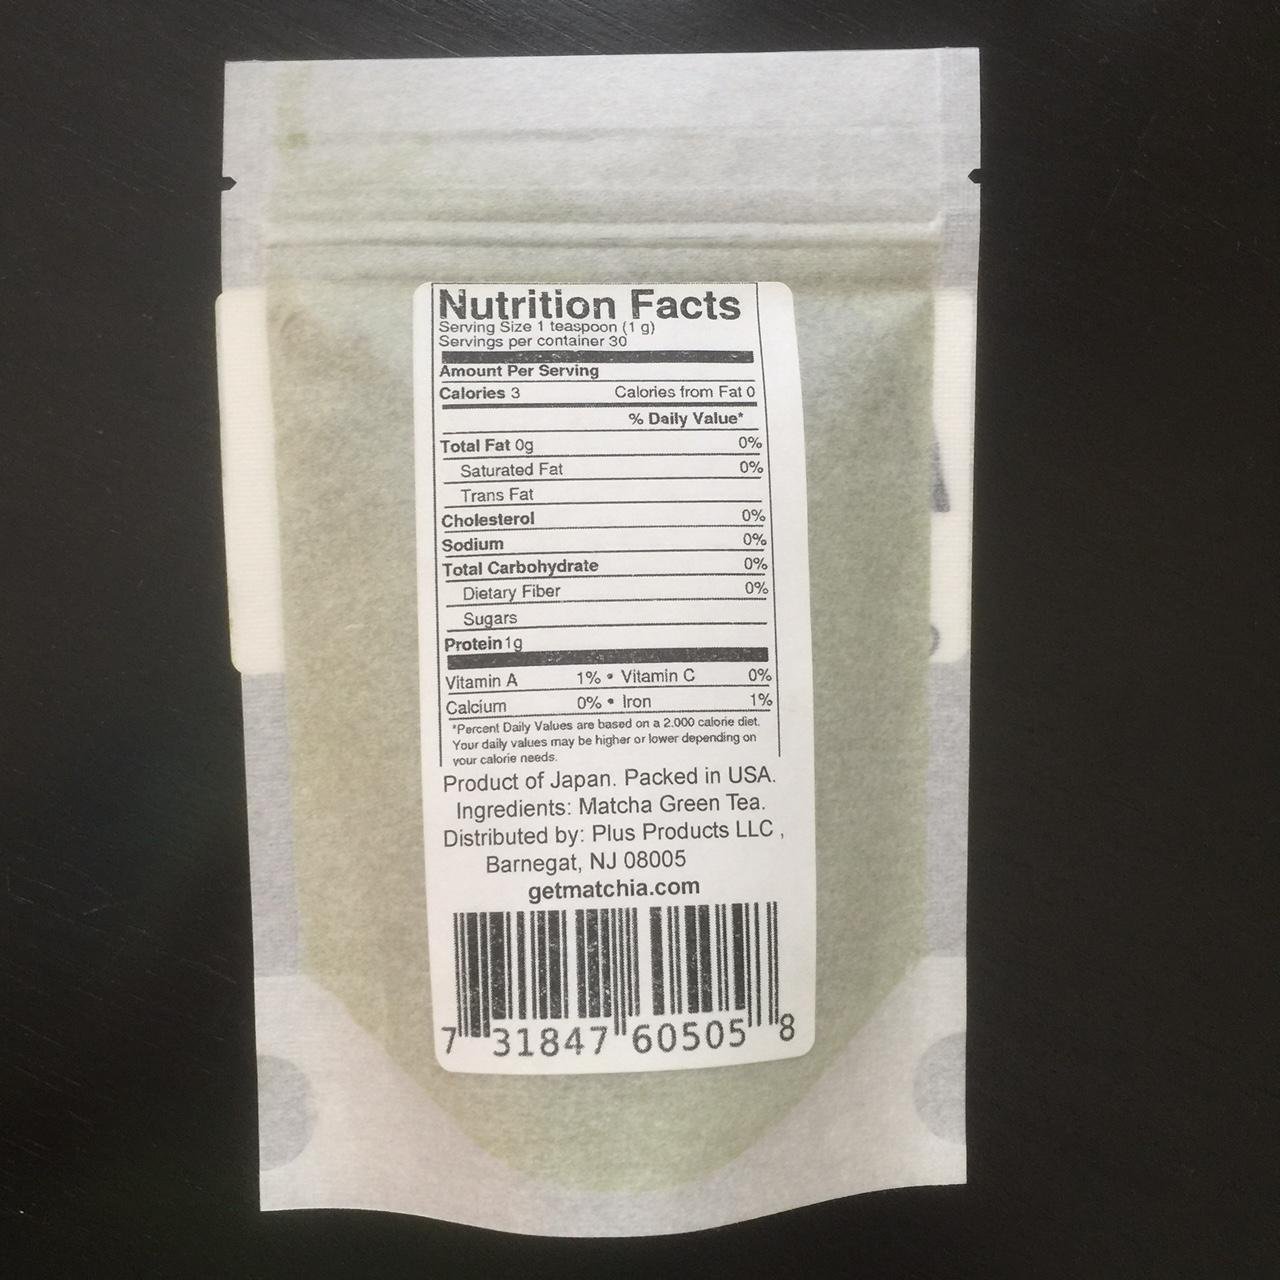 Nutrition Facts
Serving Size 1 teaspoon (1 g)
Servings per container 30
Amount Per Serving
Calories 3 Calories from Fat 0
% Daily Value*
Total Fat 0g 0%
Saturated Fat 0%
Trans Fat
Cholesterol 0%
Sodium 0%
Total Carbohydrate 0%
Dietary Fiber 0%
Sugars
Protein 1g
Vitamin A 1% • Vitamin C 0%
Calcium 0% • Iron 1%
*Percent Daily Values are based on a 2,000 calorie diet.
Your daily values may be higher or lower depending on
your calorie needs.
Product of Japan. Packed in USA.
Ingredients: Matcha Green Tea.
Distributed by: Plus Products LLC ,
Barnegat, NJ 08005
getmatchia.com
7 31847 60505 8